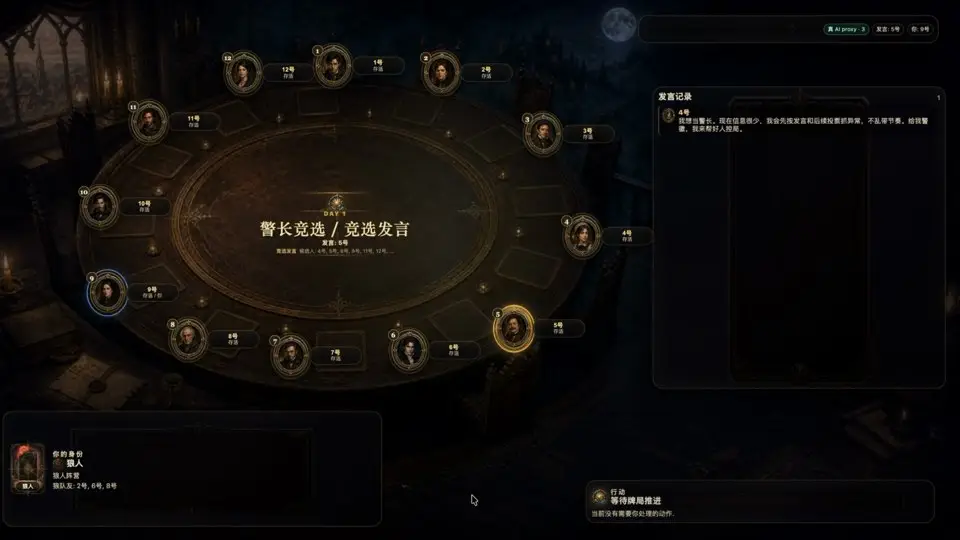 真 AI proxy · 3
发言: 5号
你: 9号
发言记录
1
4号
我想当警长。现在信息很少，我会先按发言和后续投票抓异常，不乱带节奏。给我警
徽，我来帮好人控局。
12
12号
存活
1
1号
存活
2
2号
存活
11
11号
存活
3
3号
存活
10
10号
存活
4
4号
存活
DAY 1
警长竞选 / 竞选发言
发言: 6号
9
9号
存活 / 你
8
8号
存活
7
7号
存活
6
6号
存活
5
5号
存活
你的身份
狼人
狼人阵营
狼队友: 2号, 6号, 8号
狼人
行动
等待牌局推进
当前没有需要你处理的动作.